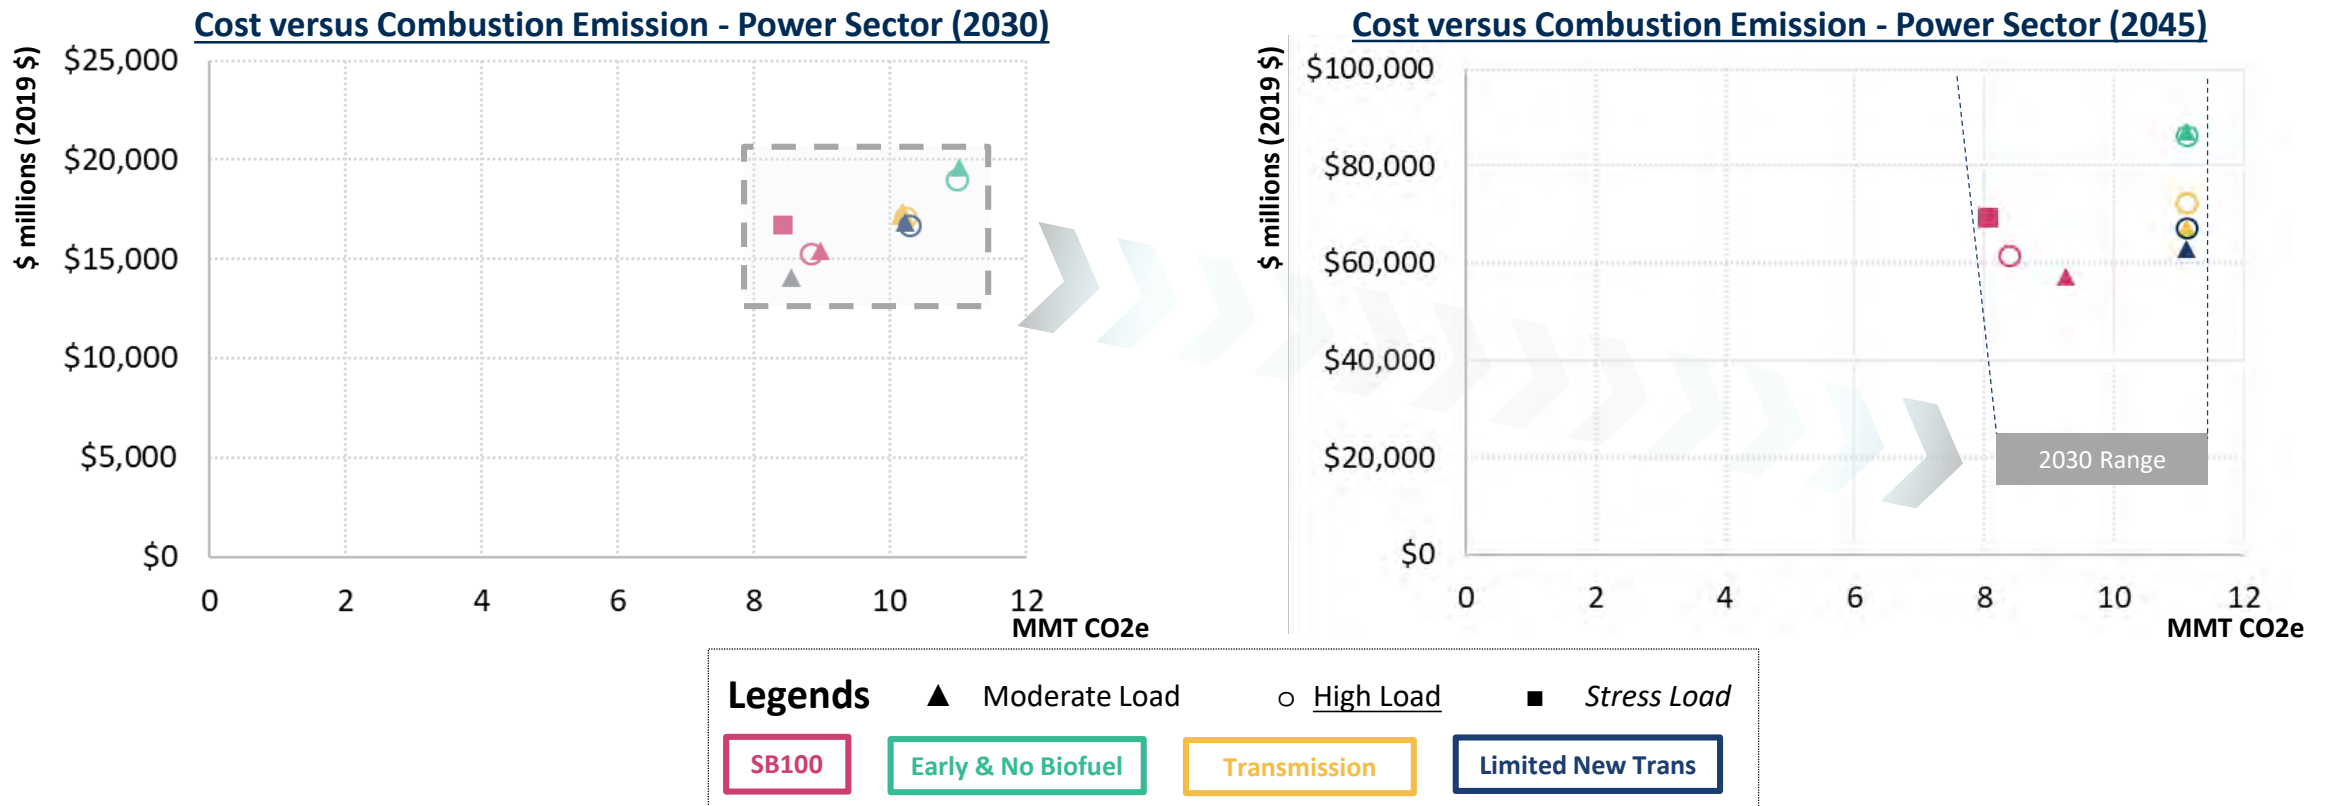 Cost versus Combustion Emission - Power Sector (2030)
$ millions (2019 $)
$25,000
$20,000
$15,000
$10,000
$5,000
$0
0 2 4 6 8 10 12
MMT CO2e
Cost versus Combustion Emission - Power Sector (2045)
$ millions (2019 $)
$100,000
$80,000
$60,000
$40,000
$20,000
$0
2030 Range
0 2 4 6 8 10 12
MMT CO2e
Legends Moderate Load High Load Stress Load
SB100 Early & No Biofuel Transmission Limited New Trans